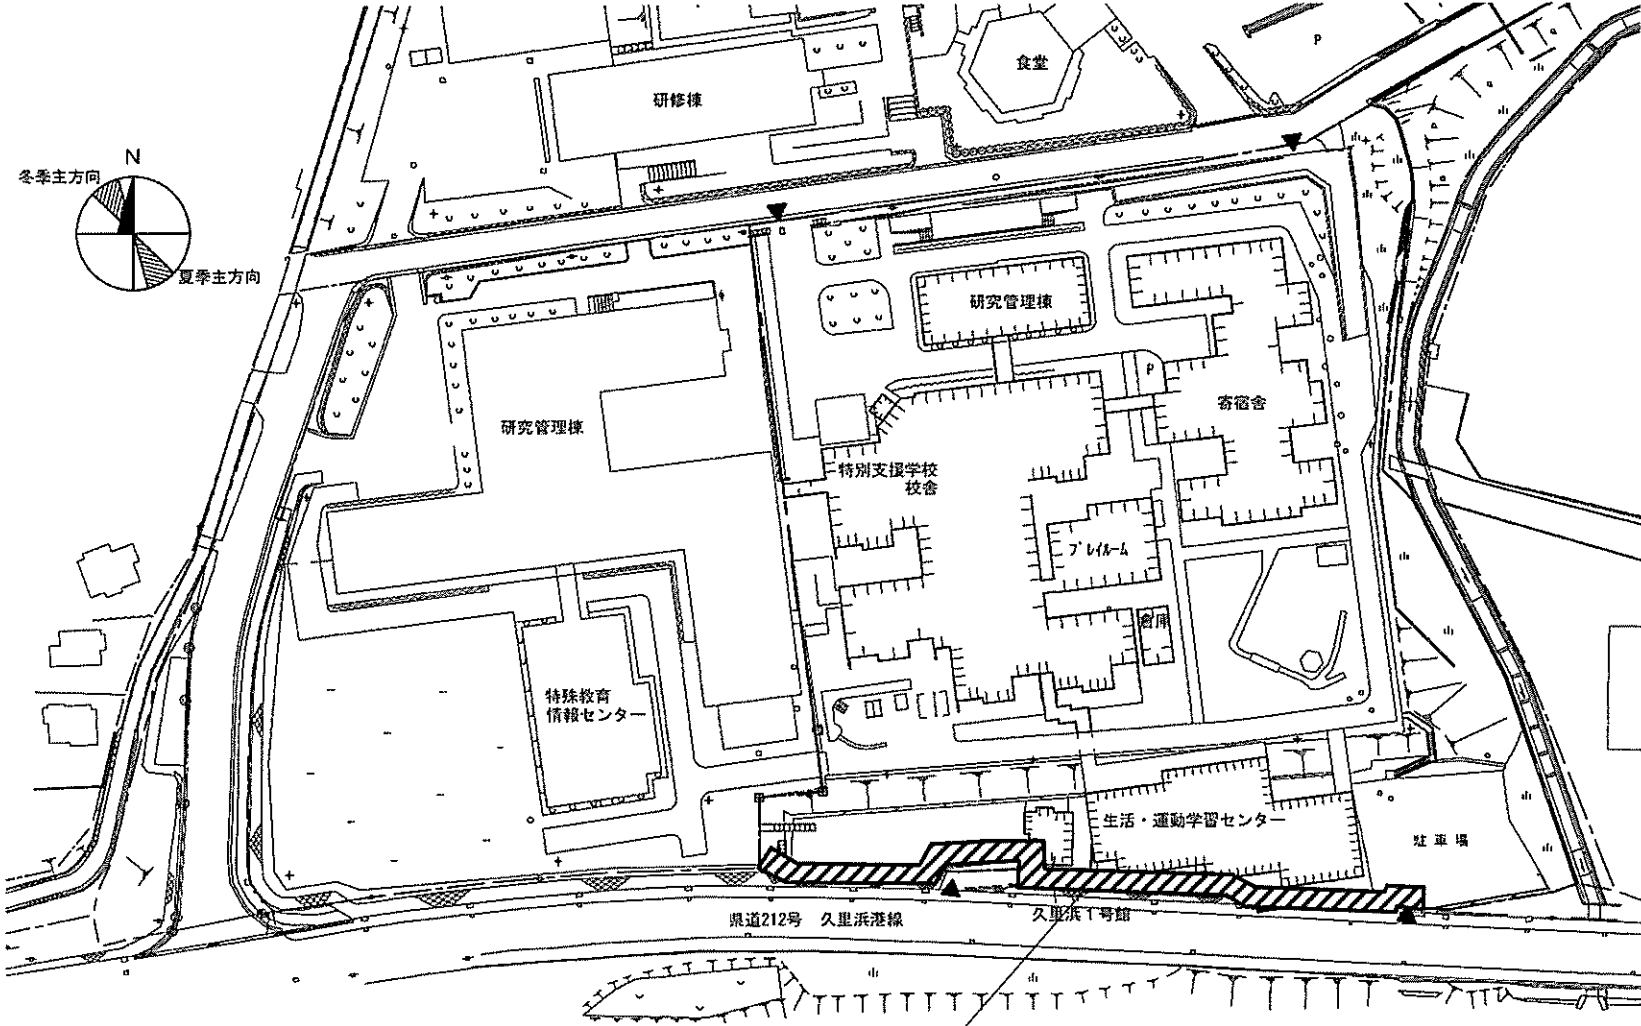 食堂
P
研修棟
N
冬季主方向
夏季主方向
研究管理棟
P
寄宿舎
研究管理棟
特別支援学校
校舎
プレイルーム
倉庫
特殊教育
情報センター
生活・運動学習センター
駐車場
県道212号 久里浜港線
久里浜1号館